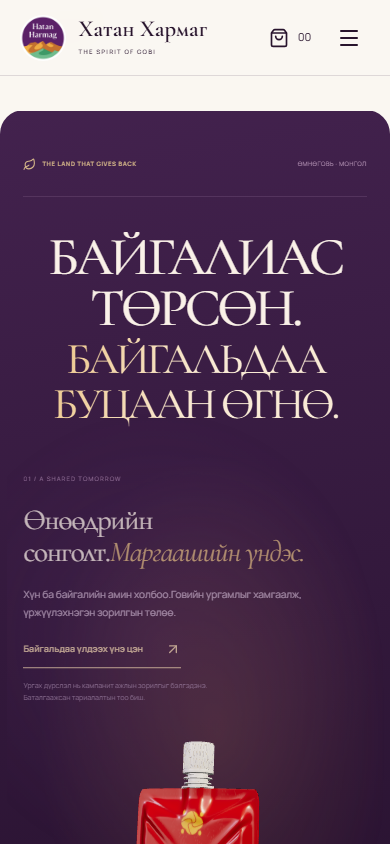 Hatan
Harmag
Хатан Хармаг
THE SPIRIT OF GOBI
00
THE LAND THAT GIVES BACK
ӨМНӨГОВЬ · МОНГОЛ
БАЙГАЛИАС
ТӨРСӨН.
БАЙГАЛЬДАА
БУЦААН ӨГНӨ.
01 / A SHARED TOMORROW
Өнөөдрийн
сонголт.Маргаашийн үндэс.
Хүн ба байгалийн амин холбоо.Говийн ургамлыг хамгаалж,
үржүүлэхнэгэн зорилгын төлөө.
Байгальдаа үлдээх үнэ цэн
Ургах дүрслэл нь кампанит ажлын зорилгыг бэлгэдэнэ.
Баталгаажсан тариалалтын тоо биш.